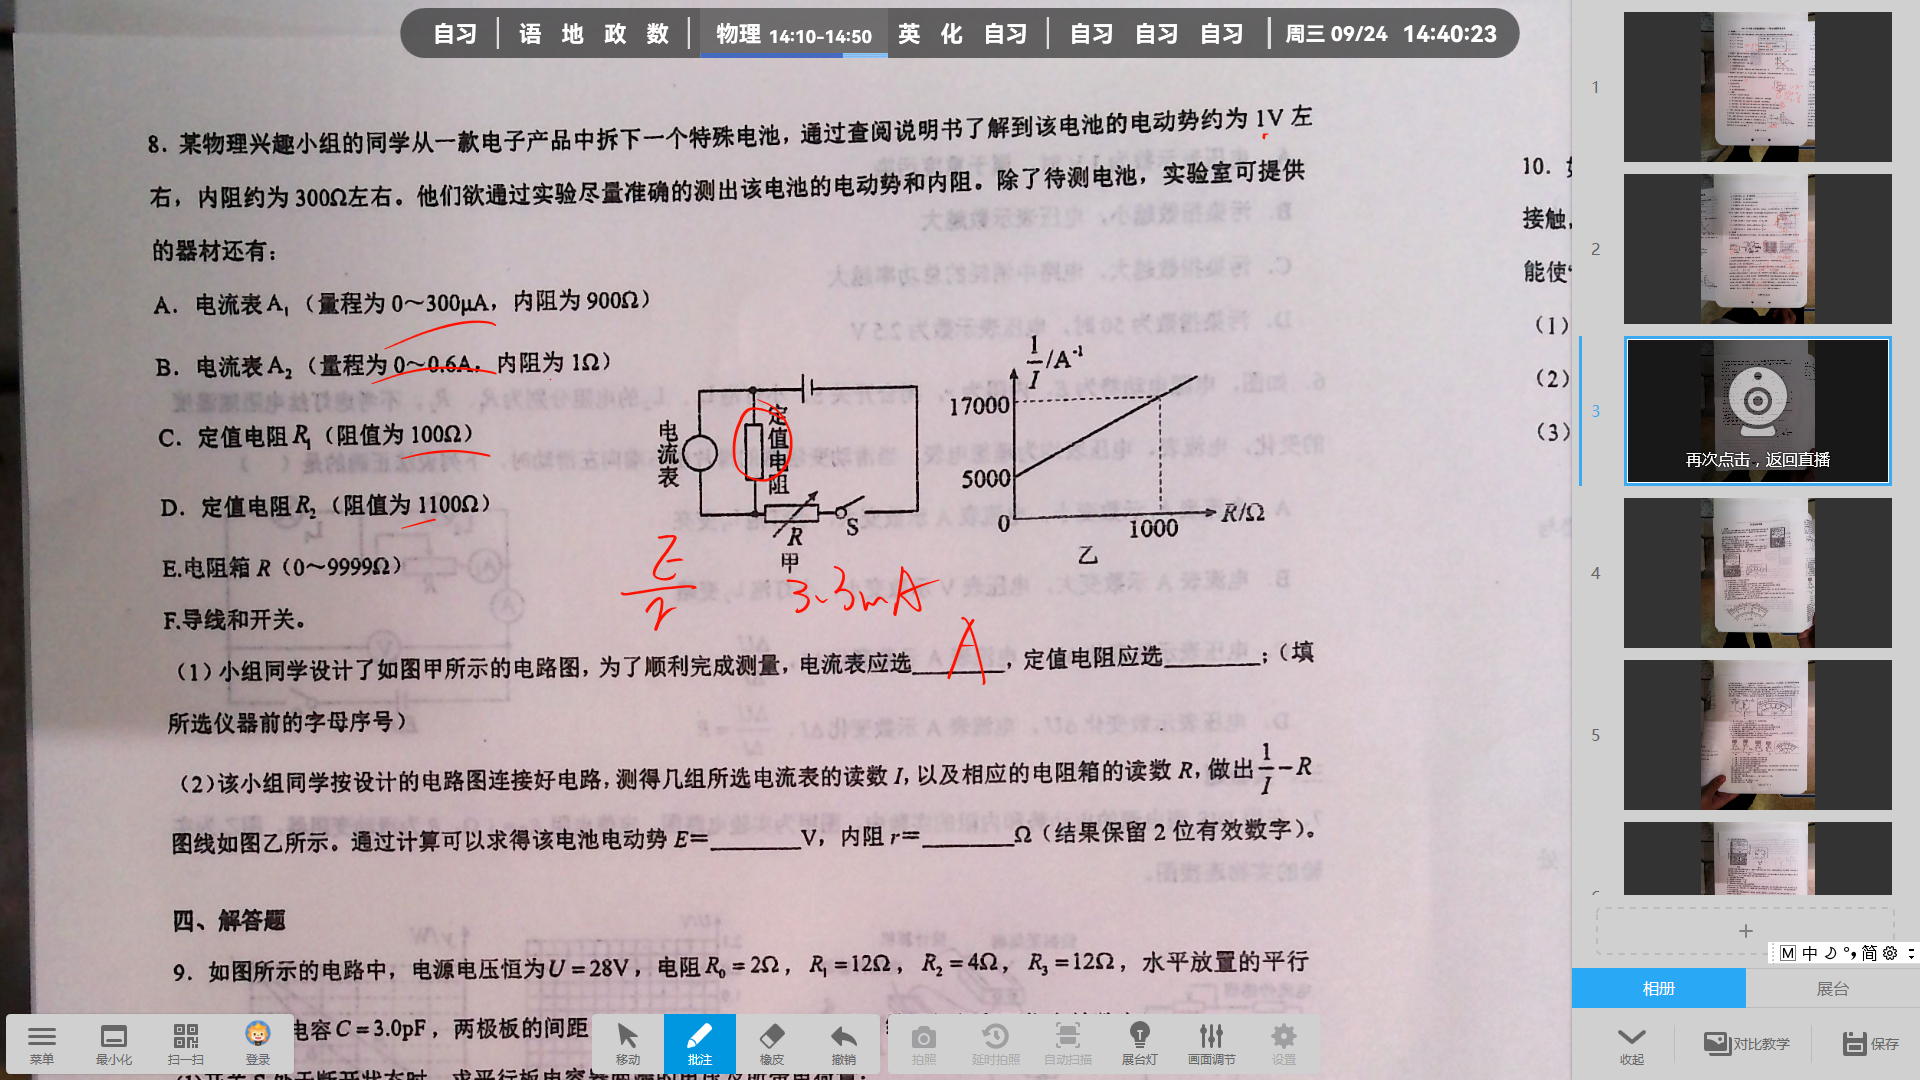 自习 语 地 政 数 物理 14:10-14:50 英 化 自习 自习 自习 自习 周三 09/24 14:40:23
8. 某物理兴趣小组的同学从一款电子产品中拆下一个特殊电池，通过查阅说明书了解到该电池的电动势约为 1V 左
右，内阻约为 300Ω左右。他们欲通过实验尽量准确的测出该电池的电动势和内阻。除了待测电池，实验室可提供
的器材还有：
A. 电流表 A₁（量程为 0～300μA，内阻为 900Ω）
B. 电流表 A₂（量程为 0～0.6A，内阻为 1Ω）
C. 定值电阻 R₁（阻值为 100Ω）
D. 定值电阻 R₂（阻值为 1100Ω）
E.电阻箱 R（0～9999Ω）
F.导线和开关。
电流表
定值电阻
R
S
甲
1/I /A⁻¹
17000
5000
0
1000
R/Ω
乙
E/r
3.3mA
A
（1）小组同学设计了如图甲所示的电路图，为了顺利完成测量，电流表应选________，定值电阻应选________；（填
所选仪器前的字母序号）
（2）该小组同学按设计的电路图连接好电路，测得几组所选电流表的读数 I，以及相应的电阻箱的读数 R，做出 1/I－R
图线如图乙所示。通过计算可以求得该电池电动势 E＝________V，内阻 r＝________Ω（结果保留 2 位有效数字）。
四、解答题
9. 如图所示的电路中，电源电压恒为U＝28V，电阻R₀＝2Ω，R₁＝12Ω，R₂＝4Ω，R₃＝12Ω，水平放置的平行
电容 C＝3.0pF，两极板的间距
10.
接触，
能使
（1）
（2）
（3）
1
2
3
再次点击，返回直播
4
5
+
M 中 简
相册 展台
菜单 最小化 扫一扫 登录 移动 批注 橡皮 撤销 拍照 延时拍照 自动扫描 展台灯 画面调节 设置 收起 对比教学 保存